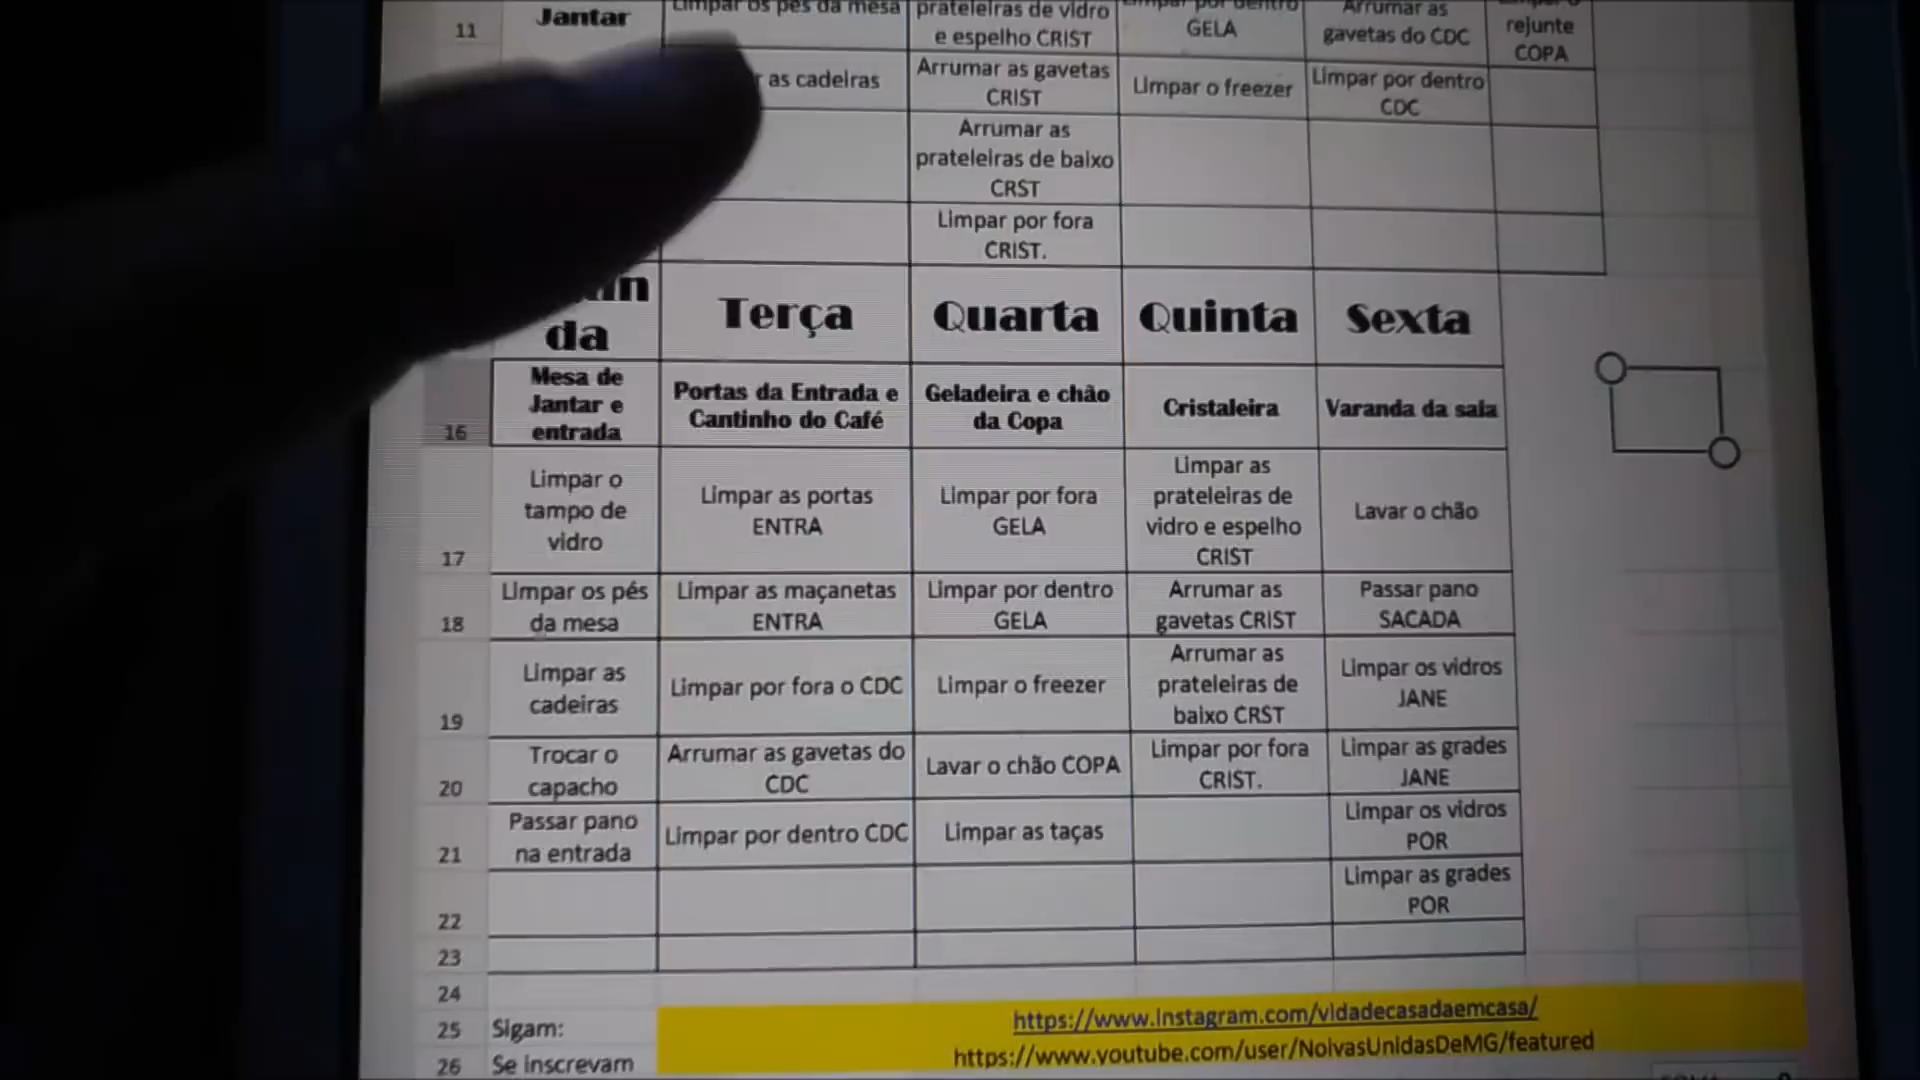 11
Jantar
Limpar os pés da mesa
prateleiras de vidro
e espelho CRIST
Limpar por dentro
GELA
Arrumar as
gavetas do CDC
rejunte
COPA
as cadeiras
Arrumar as gavetas
CRIST
Limpar o freezer
Limpar por dentro
CDC
Arrumar as
prateleiras de baixo
CRST
Limpar por fora
CRIST.
da
Terça
Quarta
Quinta
Sexta
16
Mesa de
Jantar e
entrada
Portas da Entrada e
Cantinho do Café
Geladeira e chão
da Copa
Cristaleira
Varanda da sala
17
Limpar o
tampo de
vidro
Limpar as portas
ENTRA
Limpar por fora
GELA
Limpar as
prateleiras de
vidro e espelho
CRIST
Lavar o chão
18
Limpar os pés
da mesa
Limpar as maçanetas
ENTRA
Limpar por dentro
GELA
Arrumar as
gavetas CRIST
Passar pano
SACADA
19
Limpar as
cadeiras
Limpar por fora o CDC
Limpar o freezer
Arrumar as
prateleiras de
baixo CRST
Limpar os vidros
JANE
20
Trocar o
capacho
Arrumar as gavetas do
CDC
Lavar o chão COPA
Limpar por fora
CRIST.
Limpar as grades
JANE
21
Passar pano
na entrada
Limpar por dentro CDC
Limpar as taças
Limpar os vidros
POR
22
Limpar as grades
POR
23
24
25
Sigam:
https://www.instagram.com/vidadecasadaemcasa/
26
Se inscrevam
https://www.youtube.com/user/NoivasUnidasDeMG/featured